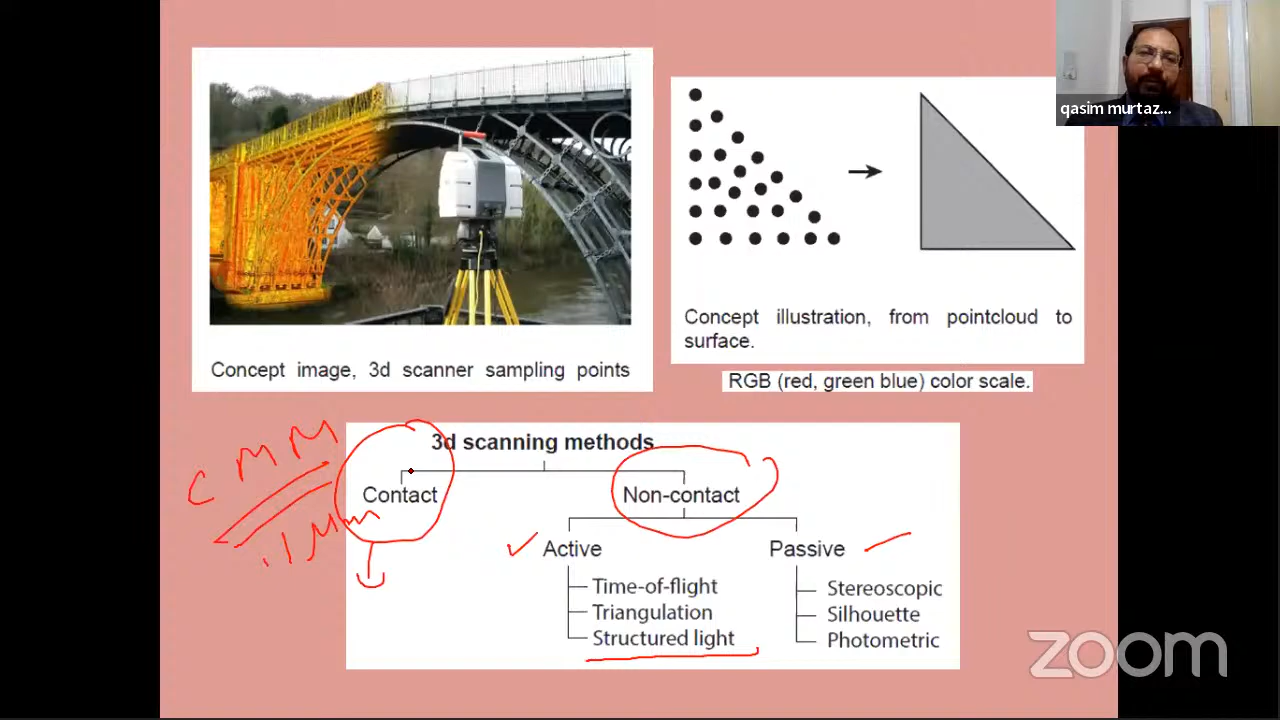 qasim murtaz...
Concept image, 3d scanner sampling points
Concept illustration, from pointcloud to
surface.
RGB (red, green blue) color scale.
CMM
3d scanning methods
Contact
Non-contact
Active
Passive
Time-of-flight
Triangulation
Structured light
Stereoscopic
Silhouette
Photometric
zoom